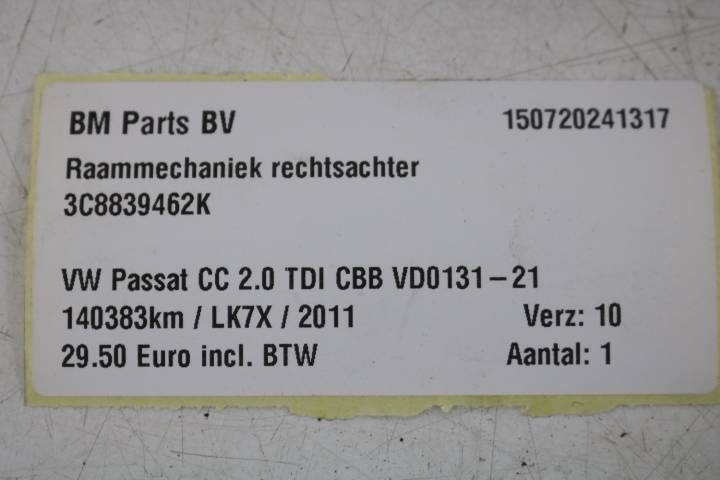 BM Parts BV 150720241317
Raammechaniek rechtsachter
3C8839462K
VW Passat CC 2.0 TDI CBB VD0131-21
140383km / LK7X / 2011 Verz: 10
29.50 Euro incl. BTW Aantal: 1